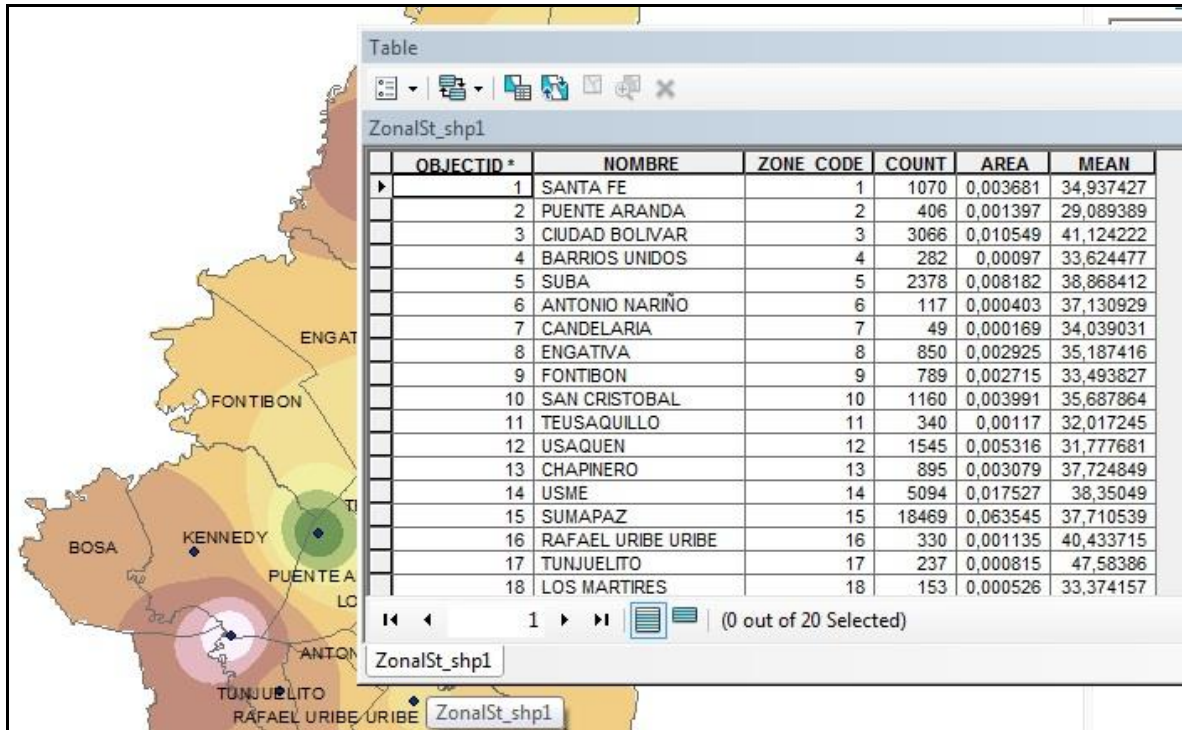 Table
ZonalSt_shp1
OBJECTID * NOMBRE ZONE_CODE COUNT AREA MEAN
1 SANTA FE 1 1070 0,003681 34,937427
2 PUENTE ARANDA 2 406 0,001397 29,089389
3 CIUDAD BOLIVAR 3 3066 0,010549 41,124222
4 BARRIOS UNIDOS 4 282 0,00097 33,624477
5 SUBA 5 2378 0,008182 38,868412
6 ANTONIO NARIÑO 6 117 0,000403 37,130929
7 CANDELARIA 7 49 0,000169 34,039031
8 ENGATIVA 8 850 0,002925 35,187416
9 FONTIBON 9 789 0,002715 33,493827
10 SAN CRISTOBAL 10 1160 0,003991 35,687864
11 TEUSAQUILLO 11 340 0,00117 32,017245
12 USAQUEN 12 1545 0,005316 31,777681
13 CHAPINERO 13 895 0,003079 37,724849
14 USME 14 5094 0,017527 38,35049
15 SUMAPAZ 15 18469 0,063545 37,710539
16 RAFAEL URIBE URIBE 16 330 0,001135 40,433715
17 TUNJUELITO 17 237 0,000815 47,58386
18 LOS MARTIRES 18 153 0,000526 33,374157
1 (0 out of 20 Selected)
ZonalSt_shp1
ENGAT
FONTIBON
TE
BOSA
KENNEDY
PUENTE A
LO
ANTON
TUNJUELITO
RAFAEL URIBE URIBE
ZonalSt_shp1